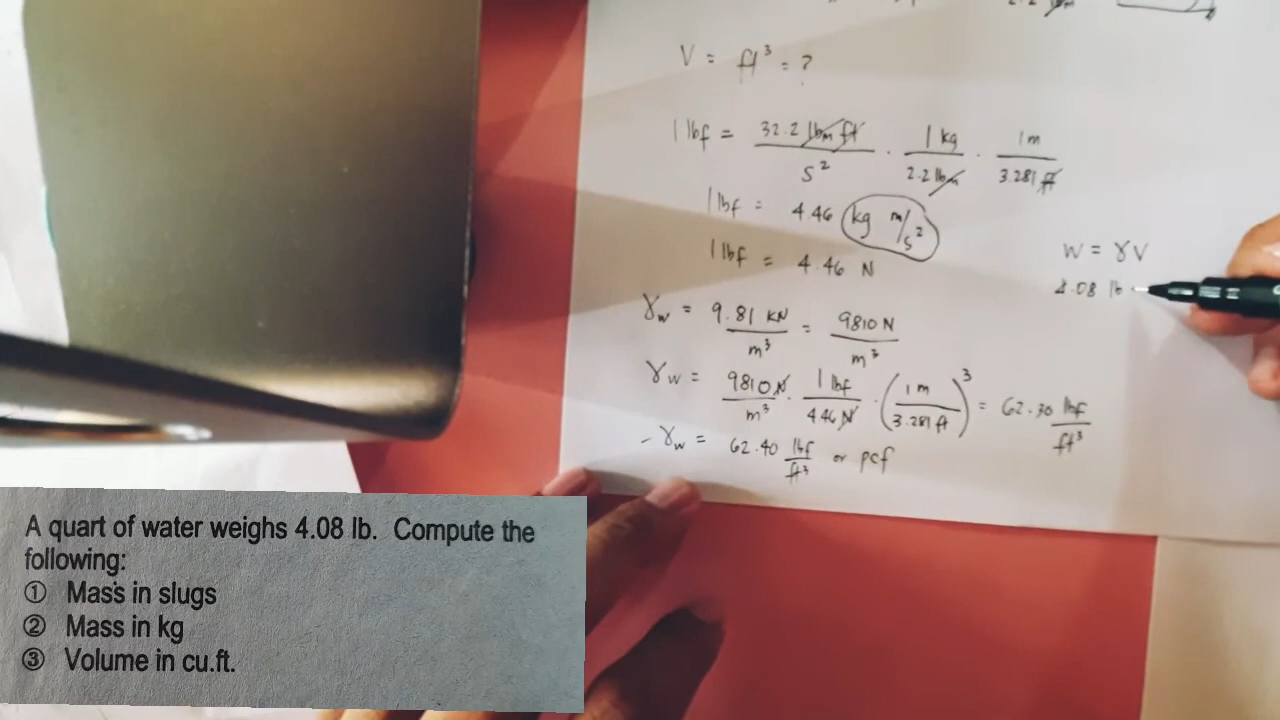 V = ft³ = ?
1 lbf = 32.2 lbm ft / s² · 1 kg / 2.2 lbm · 1 m / 3.281 ft
1 lbf = 4.46 kg m/s²
1 lbf = 4.46 N
W = γV
4.08 lb
γw = 9.81 KN / m³ = 9810 N / m³
γw = 9810 N / m³ · 1 lbf / 4.46 N · (1 m / 3.281 ft)³ = 62.30 lbf / ft³
- γw = 62.40 lbf / ft³ or pcf
A quart of water weighs 4.08 lb. Compute the
following:
① Mass in slugs
② Mass in kg
③ Volume in cu.ft.